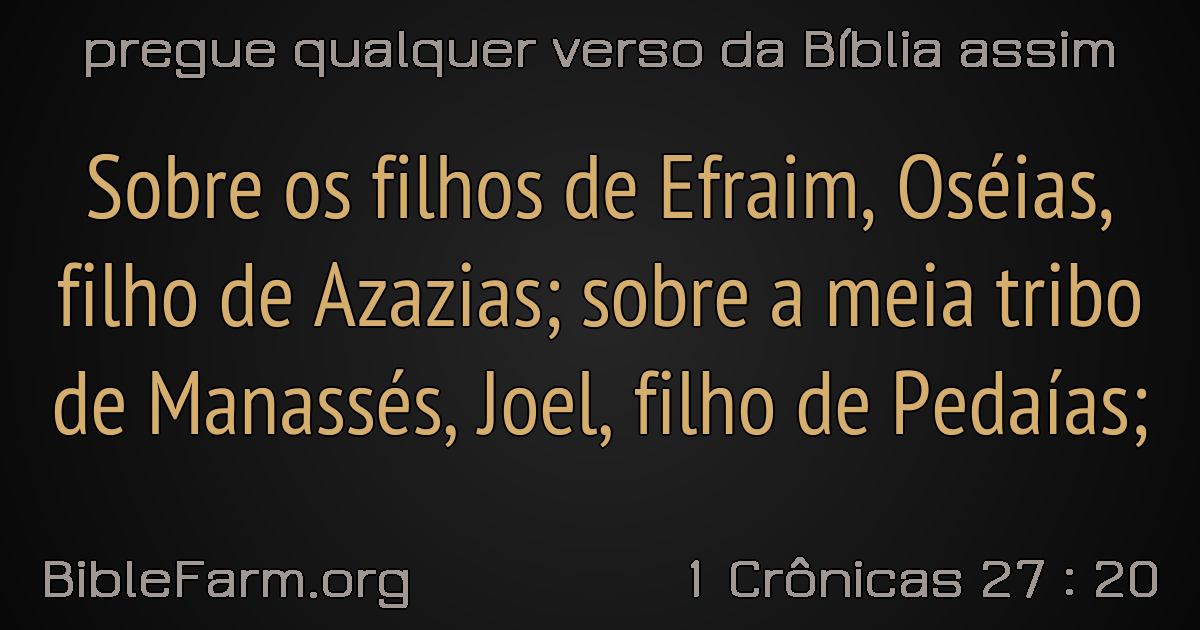 pregue qualquer verso da Bíblia assim
Sobre os filhos de Efraim, Oséias,
filho de Azazias; sobre a meia tribo
de Manassés, Joel, filho de Pedaías;
BibleFarm.org
1 Crônicas 27 : 20